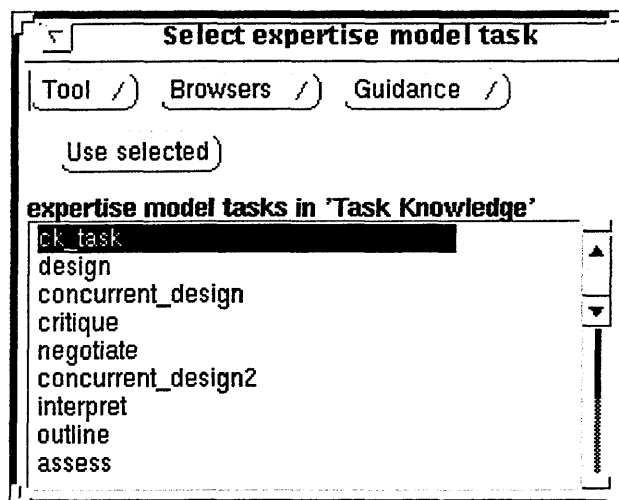 Select expertise model task
Tool Browsers Guidance
Use selected
expertise model tasks in 'Task Knowledge'
ck_task
design
concurrent_design
critique
negotiate
concurrent_design2
interpret
outline
assess